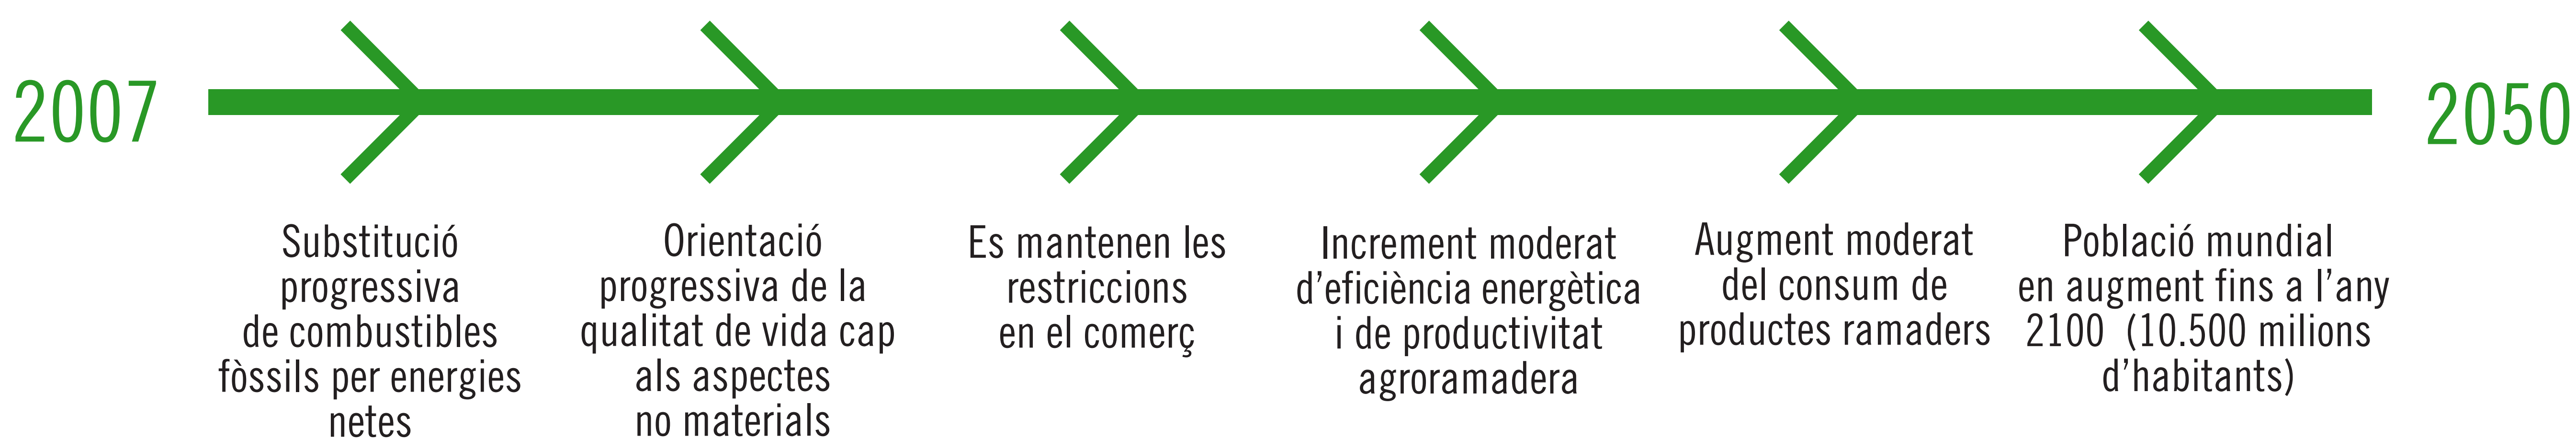 2007
Substitució
progressiva
de combustibles
fòssils per energies
netes
Orientació
progressiva de la
qualitat de vida cap
als aspectes
no materials
Es mantenen les
restriccions
en el comerç
Increment moderat
d’eficiència energètica
i de productivitat
agroramadera
Augment moderat
del consum de
productes ramaders
Població mundial
en augment fins a l’any
2100 (10.500 milions
d’habitants)
2050